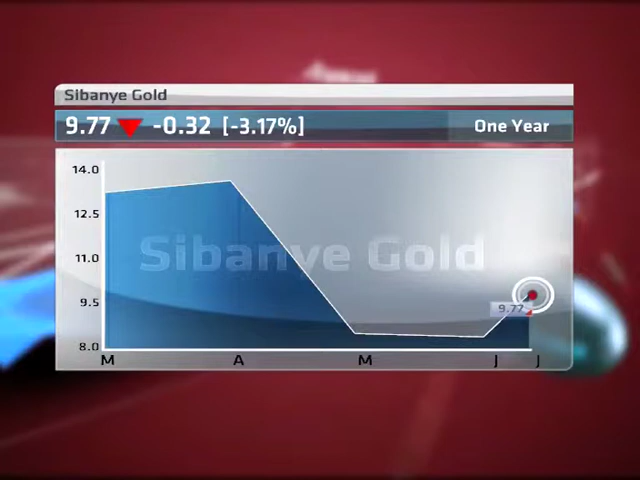 Sibanye Gold
9.77 ▼ -0.32 [-3.17%] One Year
14.0
12.5
11.0
9.5
8.0
Sibanye Gold
9.77
M A M J J